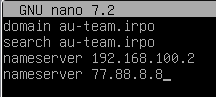 GNU nano 7.2
domain au-team.irpo
search au-team.irpo
nameserver 192.168.100.2
nameserver 77.88.8.8